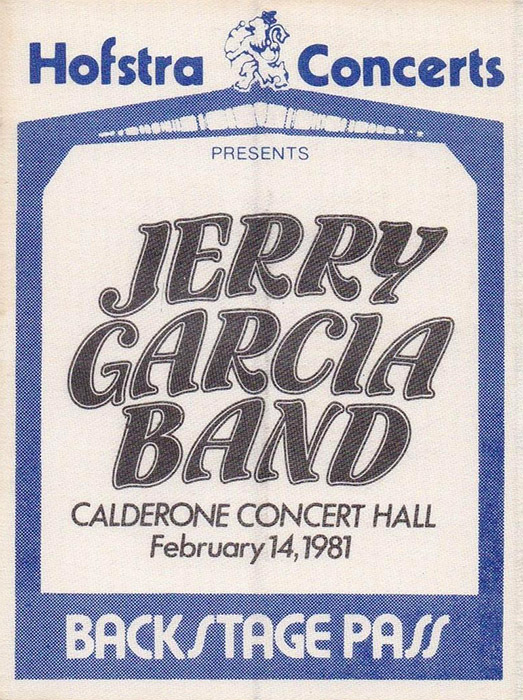 Hofstra Concerts
PRESENTS
JERRY
GARCIA
BAND
CALDERONE CONCERT HALL
February 14, 1981
BACKSTAGE PASS